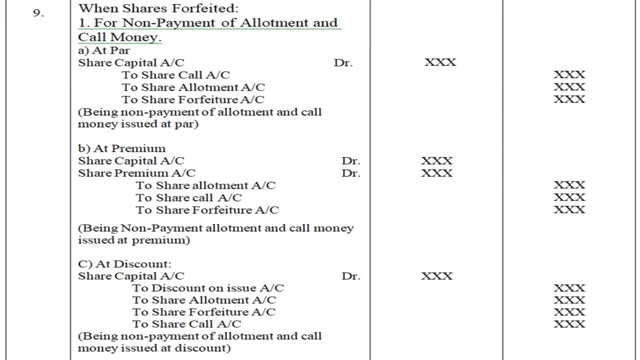 9.
When Shares Forfeited:
1. For Non-Payment of Allotment and
Call Money.
a) At Par
Share Capital A/C Dr. XXX
To Share Call A/C XXX
To Share Allotment A/C XXX
To Share Forfeiture A/C XXX
(Being non-payment of allotment and call
money issued at par)
b) At Premium
Share Capital A/C Dr. XXX
Share Premium A/C Dr. XXX
To Share allotment A/C XXX
To Share call A/C XXX
To Share Forfeiture A/C XXX
(Being Non-Payment allotment and call money
issued at premium)
C) At Discount:
Share Capital A/C Dr. XXX
To Discount on issue A/C XXX
To Share Allotment A/C XXX
To Share Forfeiture A/C XXX
To Share Call A/C XXX
(Being non-payment of allotment and call
money issued at discount)